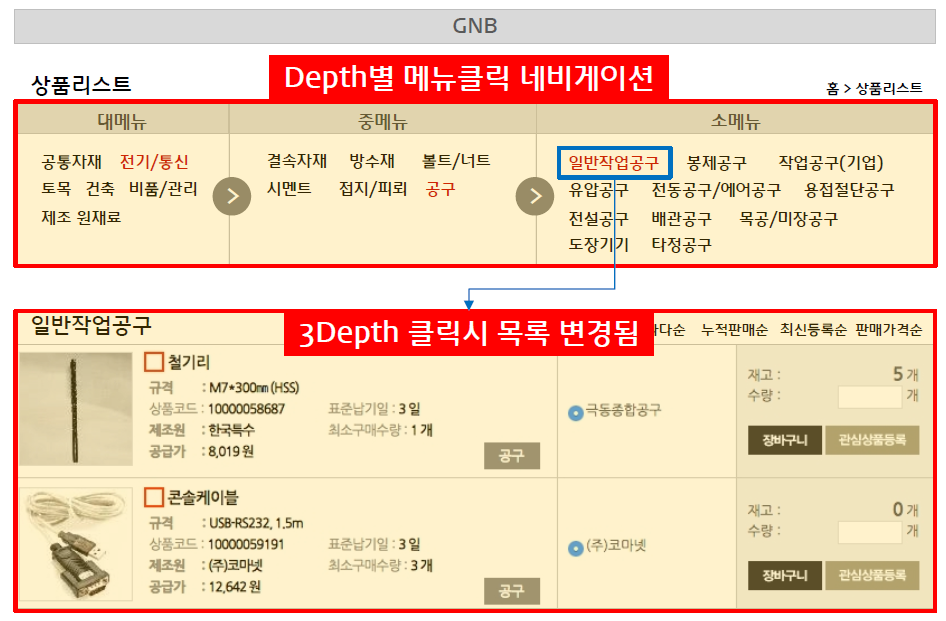 GNB
Depth별 메뉴클릭 네비게이션
상품리스트
홈 > 상품리스트
대메뉴 중메뉴 소메뉴
공통자재 전기/통신
토목 건축 비품/관리
제조 원재료
결속자재 방수재 볼트/너트
시멘트 접지/피뢰 공구
일반작업공구 봉제공구 작업공구(기업)
유압공구 전동공구/에어공구 용접절단공구
전설공구 배관공구 목공/미장공구
도장기기 타정공구
일반작업공구
3Depth 클릭시 목록 변경됨
다순 누적판매순 최신등록순 판매가격순
철기리
규격 : M7*300mm (HSS)
상품코드 : 10000058687 표준납기일 : 3 일
제조원 : 한국특수 최소구매수량 : 1 개
공급가 : 8,019 원
공구
극동종합공구
재고 : 5 개
수량 : 개
장바구니 관심상품등록
콘솔케이블
규격 : USB-RS232, 1.5m
상품코드 : 10000059191 표준납기일 : 3 일
제조원 : (주)코마넷 최소구매수량 : 3 개
공급가 : 12,642 원
공구
(주)코마넷
재고 : 0 개
수량 : 개
장바구니 관심상품등록